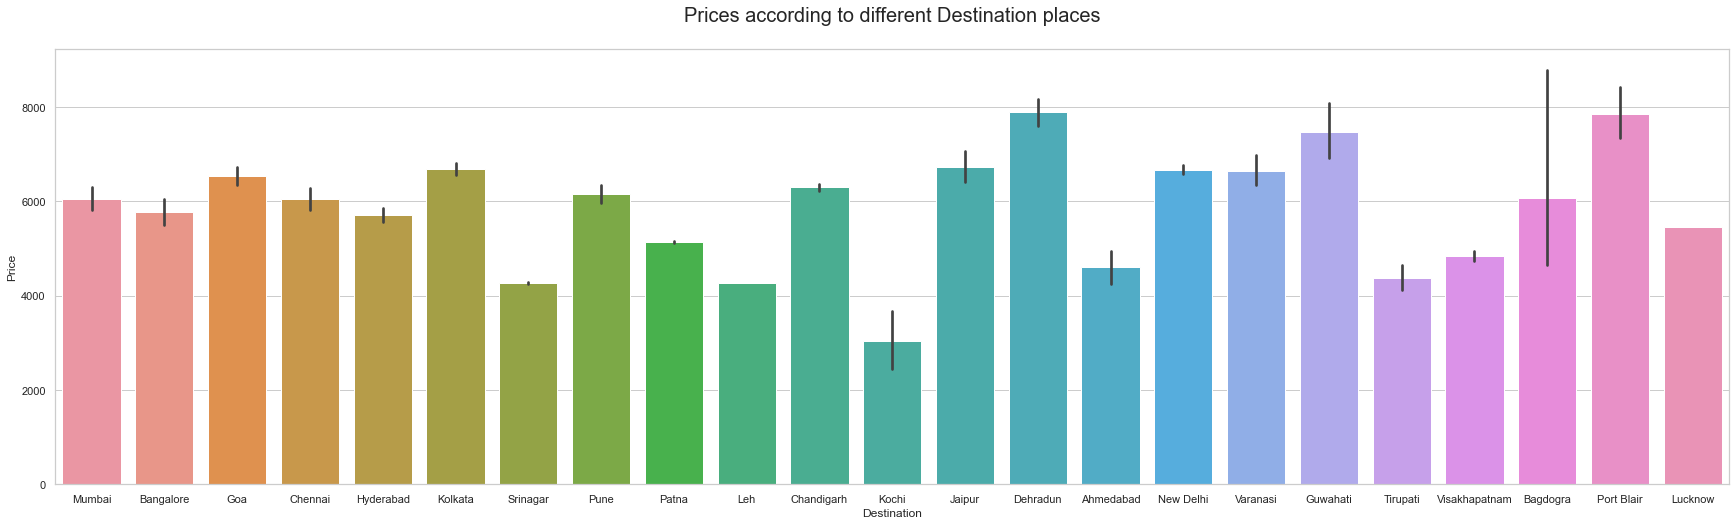 Prices according to different Destination places
Price
8000
6000
4000
2000
0
Mumbai Bangalore Goa Chennai Hyderabad Kolkata Srinagar Pune Patna Leh Chandigarh Kochi Jaipur Dehradun Ahmedabad New Delhi Varanasi Guwahati Tirupati Visakhapatnam Bagdogra Port Blair Lucknow
Destination